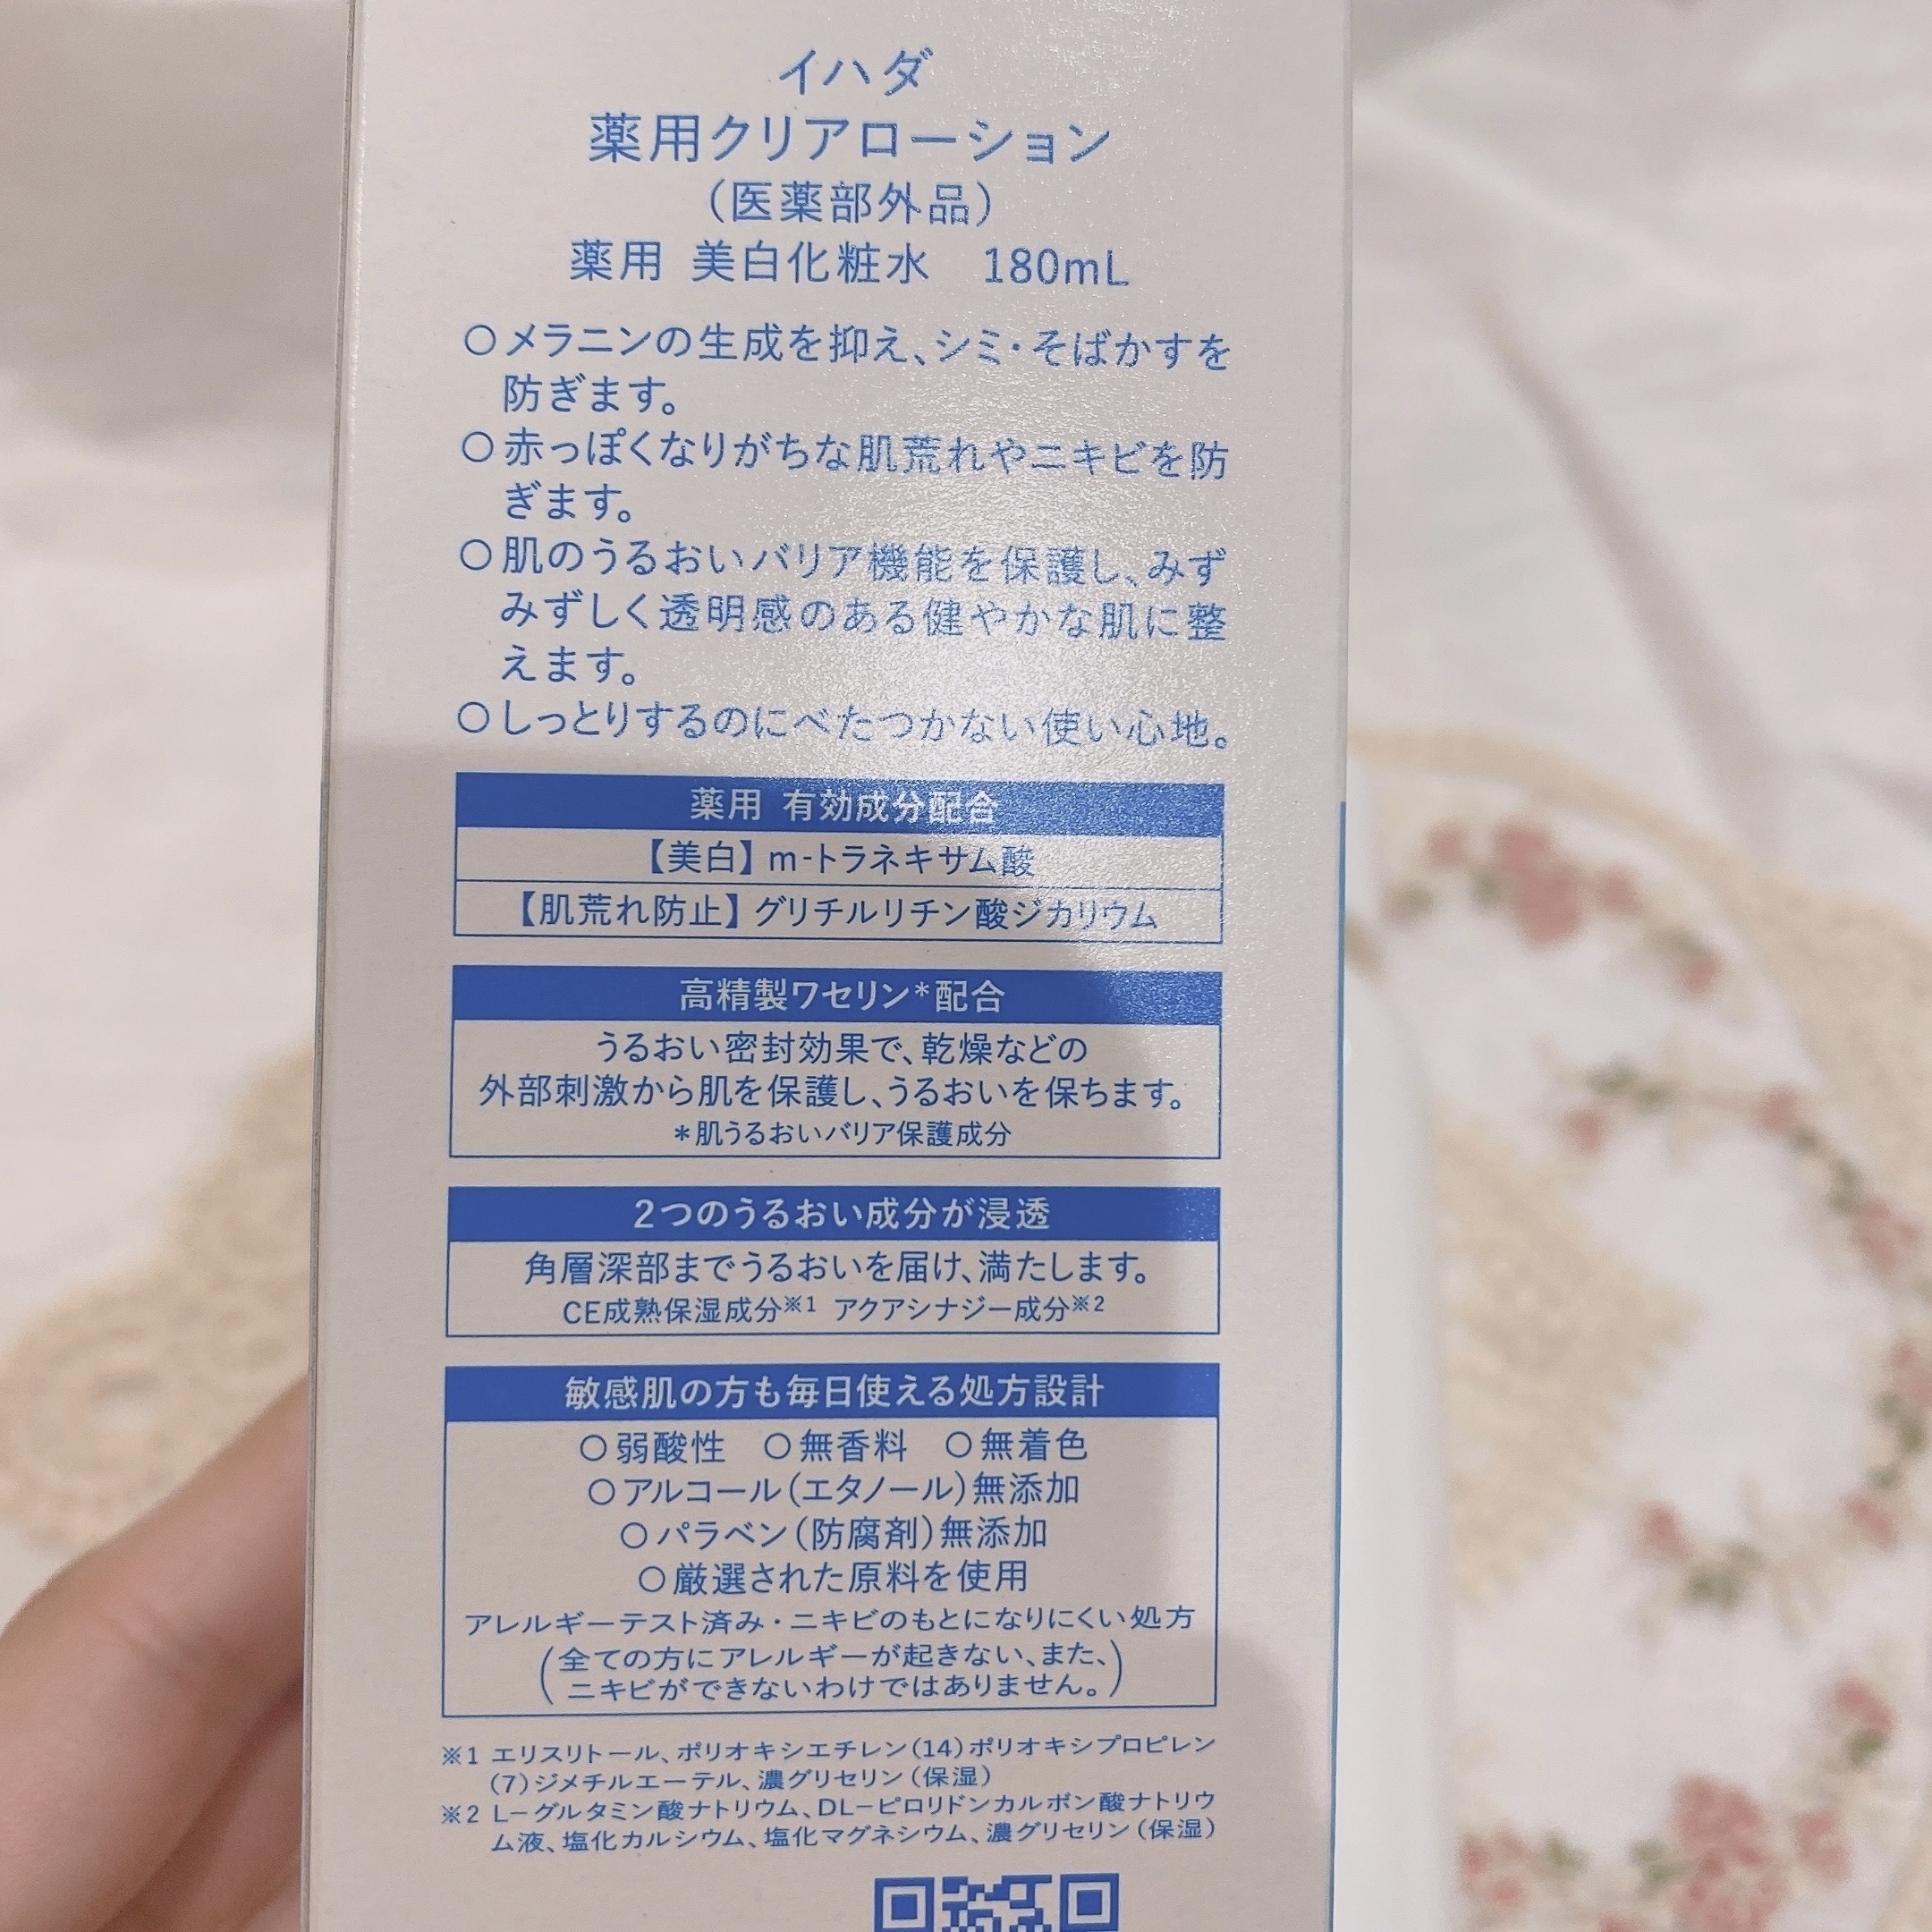 イハダ
薬用クリアローション
（医薬部外品）
薬用 美白化粧水 180mL
○メラニンの生成を抑え、シミ・そばかすを
防ぎます。
○赤っぽくなりがちな肌荒れやニキビを防
ぎます。
○肌のうるおいバリア機能を保護し、みず
みずしく透明感のある健やかな肌に整
えます。
○しっとりするのにべたつかない使い心地。
薬用 有効成分配合
【美白】m-トラネキサム酸
【肌荒れ防止】グリチルリチン酸ジカリウム
高精製ワセリン*配合
うるおい密封効果で、乾燥などの
外部刺激から肌を保護し、うるおいを保ちます。
*肌うるおいバリア保護成分
2つのうるおい成分が浸透
角層深部までうるおいを届け、満たします。
CE成熟保湿成分※1 アクアシナジー成分※2
敏感肌の方も毎日使える処方設計
○弱酸性 ○無香料 ○無着色
○アルコール（エタノール）無添加
○パラベン（防腐剤）無添加
○厳選された原料を使用
アレルギーテスト済み・ニキビのもとになりにくい処方
（全ての方にアレルギーが起きない、また、
ニキビができないわけではありません。）
※1 エリスリトール、ポリオキシエチレン（14）ポリオキシプロピレン
（7）ジメチルエーテル、濃グリセリン（保湿）
※2 L−グルタミン酸ナトリウム、DL−ピロリドンカルボン酸ナトリウ
ム液、塩化カルシウム、塩化マグネシウム、濃グリセリン（保湿）